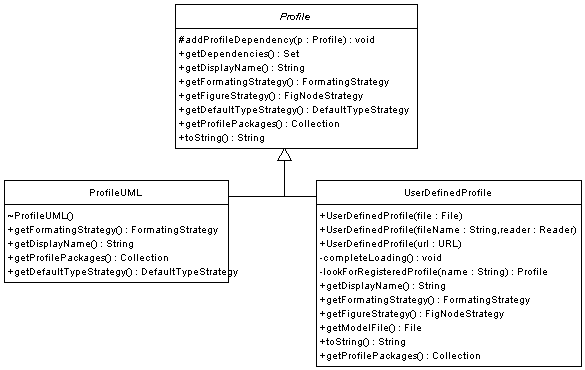 Profile
#addProfileDependency(p : Profile) : void
+getDependencies() : Set
+getDisplayName() : String
+getFormatingStrategy() : FormatingStrategy
+getFigureStrategy() : FigNodeStrategy
+getDefaultTypeStrategy() : DefaultTypeStrategy
+getProfilePackages() : Collection
+toString() : String
ProfileUML
~ProfileUML()
+getFormatingStrategy() : FormatingStrategy
+getDisplayName() : String
+getProfilePackages() : Collection
+getDefaultTypeStrategy() : DefaultTypeStrategy
UserDefinedProfile
+UserDefinedProfile(file : File)
+UserDefinedProfile(fileName : String,reader : Reader)
+UserDefinedProfile(url : URL)
-completeLoading() : void
-lookForRegisteredProfile(name : String) : Profile
+getDisplayName() : String
+getFormatingStrategy() : FormatingStrategy
+getFigureStrategy() : FigNodeStrategy
+getModelFile() : File
+toString() : String
+getProfilePackages() : Collection